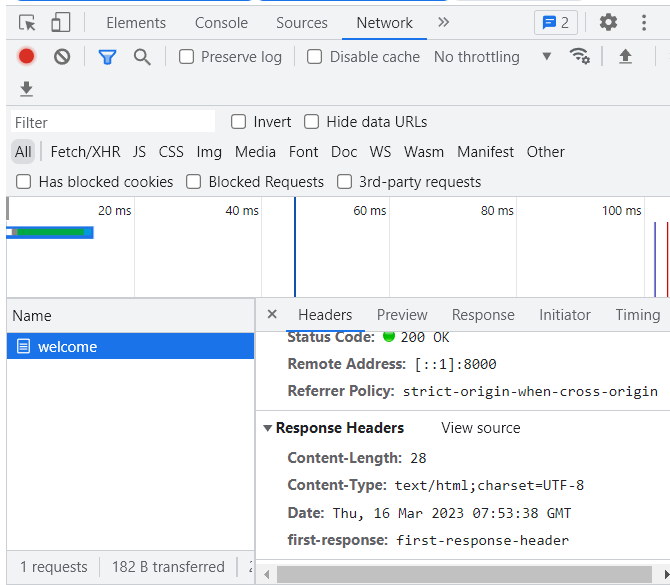 Elements Console Sources Network 2
Preserve log Disable cache No throttling
Filter Invert Hide data URLs
All Fetch/XHR JS CSS Img Media Font Doc WS Wasm Manifest Other
Has blocked cookies Blocked Requests 3rd-party requests
20 ms 40 ms 60 ms 80 ms 100 ms
Name
welcome
1 requests 182 B transferred
Headers Preview Response Initiator Timing
Status Code: 200 OK
Remote Address: [::1]:8000
Referrer Policy: strict-origin-when-cross-origin
Response Headers View source
Content-Length: 28
Content-Type: text/html;charset=UTF-8
Date: Thu, 16 Mar 2023 07:53:38 GMT
first-response: first-response-header